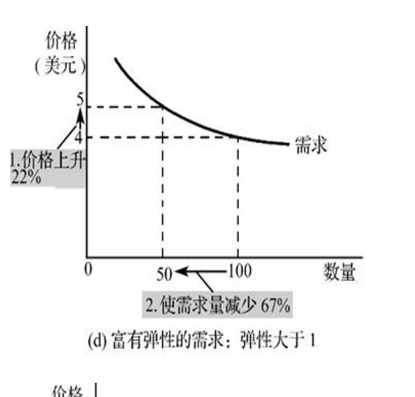 价格
(美元)
5
4
1.价格上升
22%
需求
0
50
100
数量
2.使需求量减少 67%
(d) 富有弹性的需求：弹性大于 1
价格